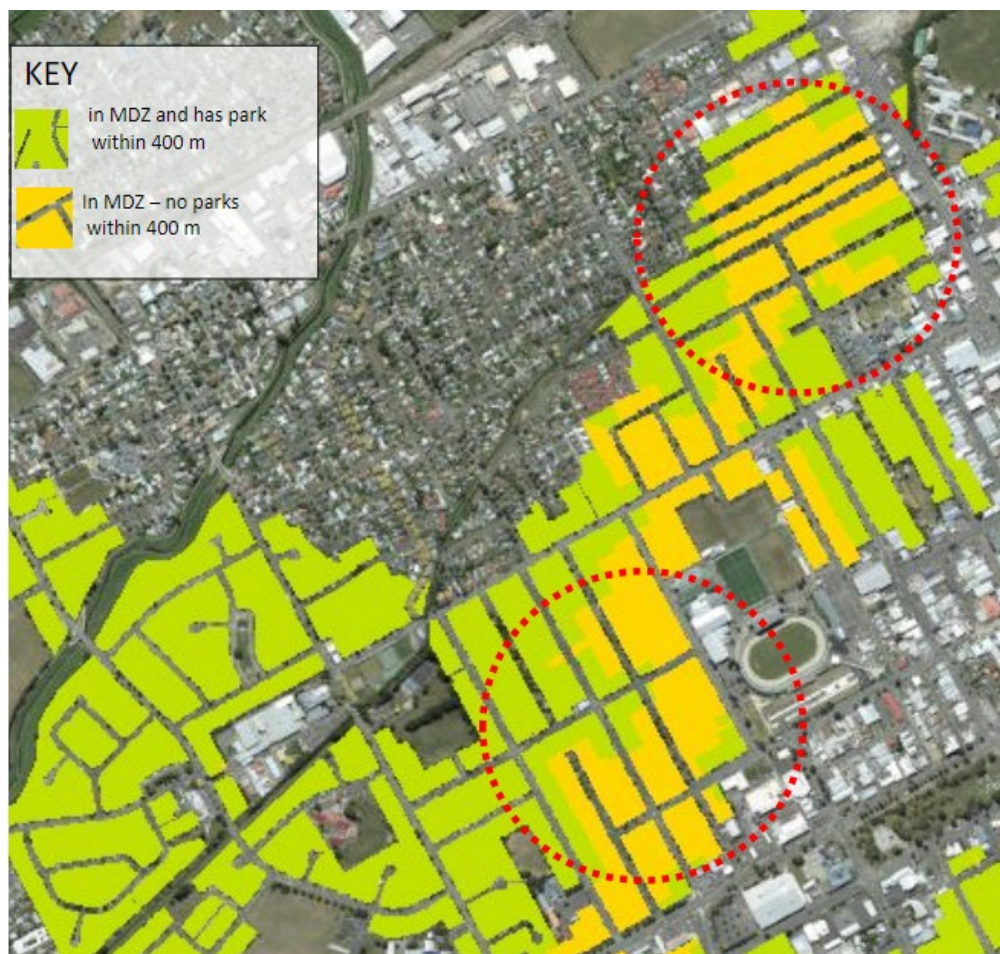 KEY
in MDZ and has park
within 400 m
In MDZ – no parks
within 400 m